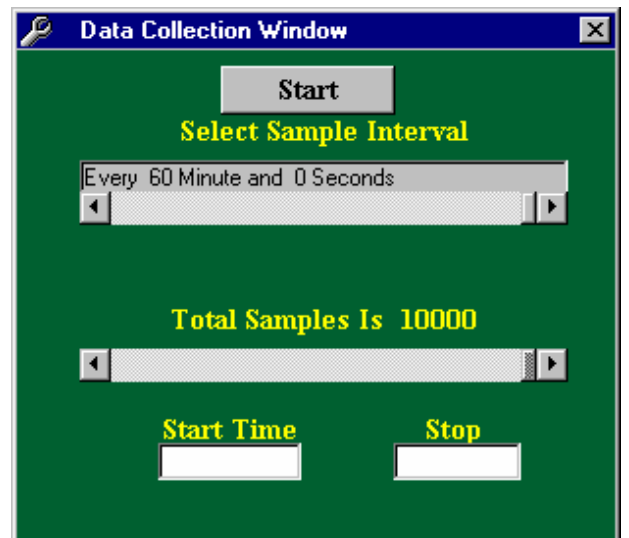 Data Collection Window
Start
Select Sample Interval
Every 60 Minute and 0 Seconds
Total Samples Is 10000
Start Time Stop